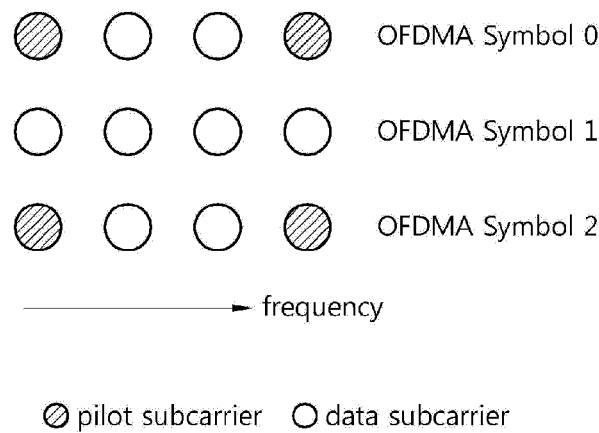 OFDMA Symbol 0
OFDMA Symbol 1
OFDMA Symbol 2
frequency
pilot subcarrier data subcarrier